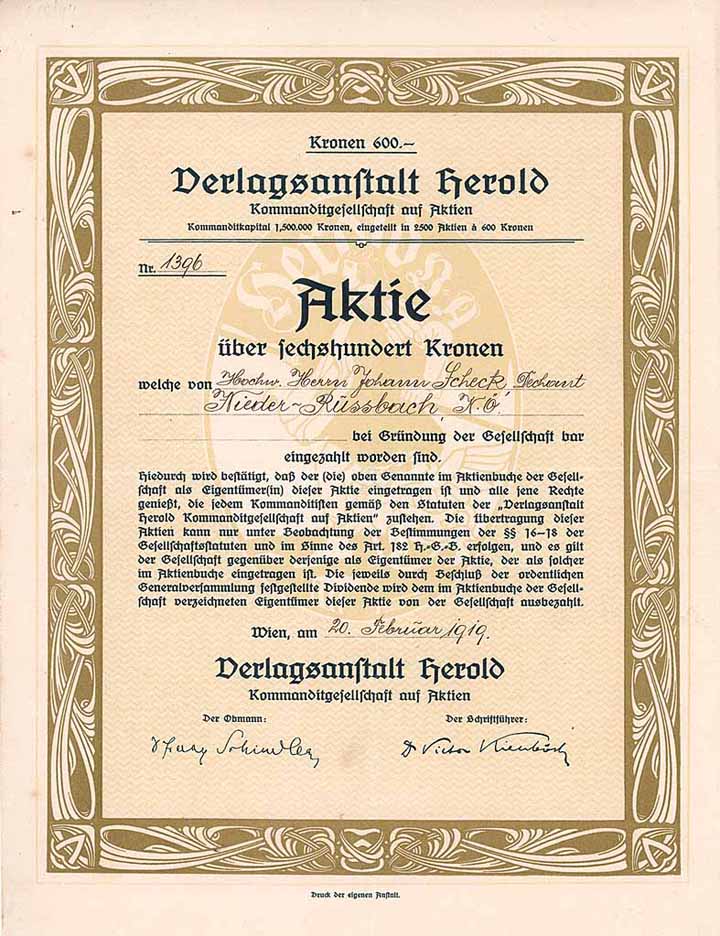 Kronen 600.—
Verlagsanstalt Herold
Kommanditgesellschaft auf Aktien
Kommanditkapital 1,500.000 Kronen, eingeteilt in 2500 Aktien à 600 Kronen
Nr. 1396
Aktie
über sechshundert Kronen
welche von Hochw. Herrn Johann Scheck, Dechant
Nieder-Rüssbach, N.Ö.
bei Gründung der Gesellschaft bar
eingezahlt worden sind.
Hiedurch wird bestätigt, daß der (die) oben Genannte im Aktienbuche der Gesell-
schaft als Eigentümer(in) dieser Aktie eingetragen ist und alle jene Rechte
genießt, die jedem Kommanditisten gemäß den Statuten der „Verlagsanstalt
Herold Kommanditgesellschaft auf Aktien" zustehen. Die Übertragung dieser
Aktien kann nur unter Beobachtung der Bestimmungen der §§ 16—18 der
Gesellschaftsstatuten und im Sinne des Art. 182 H.-G.-B. erfolgen, und es gilt
der Gesellschaft gegenüber derjenige als Eigentümer der Aktie, der als solcher
im Aktienbuche eingetragen ist. Die jeweils durch Beschluß der ordentlichen
Generalversammlung festgestellte Dividende wird dem im Aktienbuche der Gesell-
schaft verzeichneten Eigentümer dieser Aktie von der Gesellschaft ausbezahlt.
Wien, am 20. Februar 1919.
Verlagsanstalt Herold
Kommanditgesellschaft auf Aktien
Der Obmann: Der Schriftführer:
Schindler Dr Victor Kienböck
Druck der eigenen Anstalt.